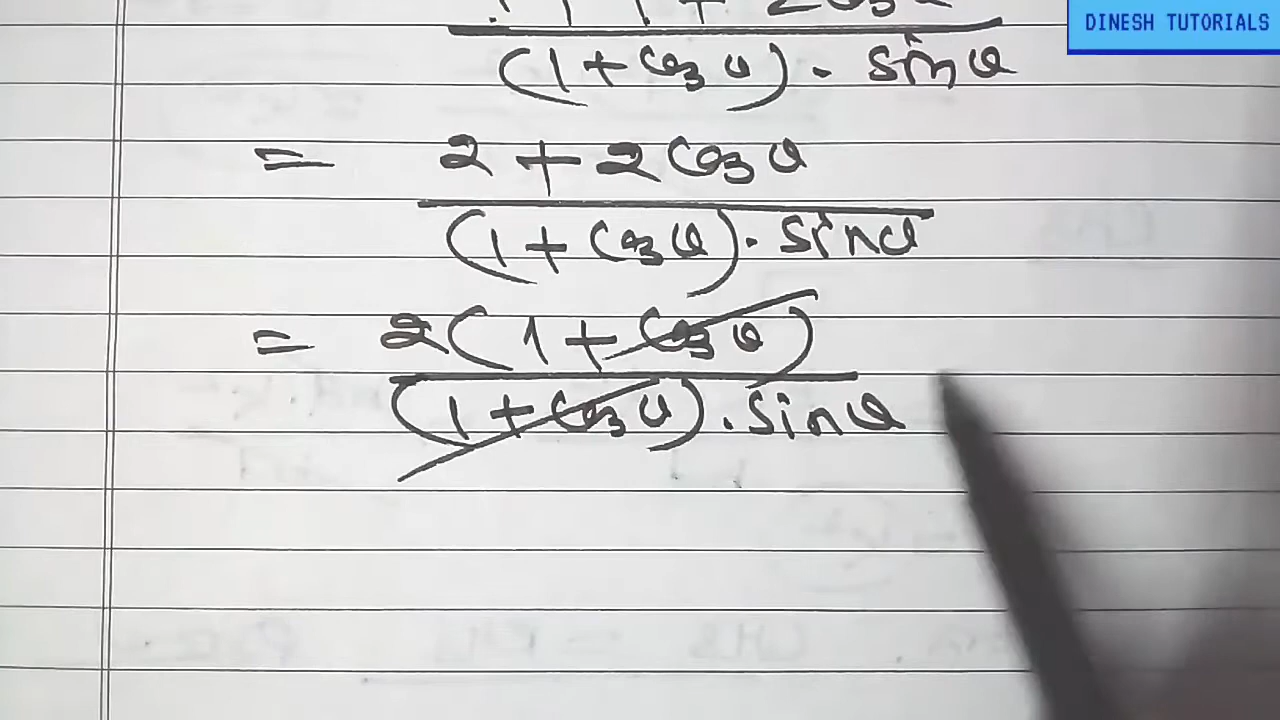 DINESH TUTORIALS
(1 + cos θ) . sin θ
= 2 + 2 cos θ
(1 + cos θ) . sin θ
= 2 (1 + cos θ)
(1 + cos θ) . sin θ